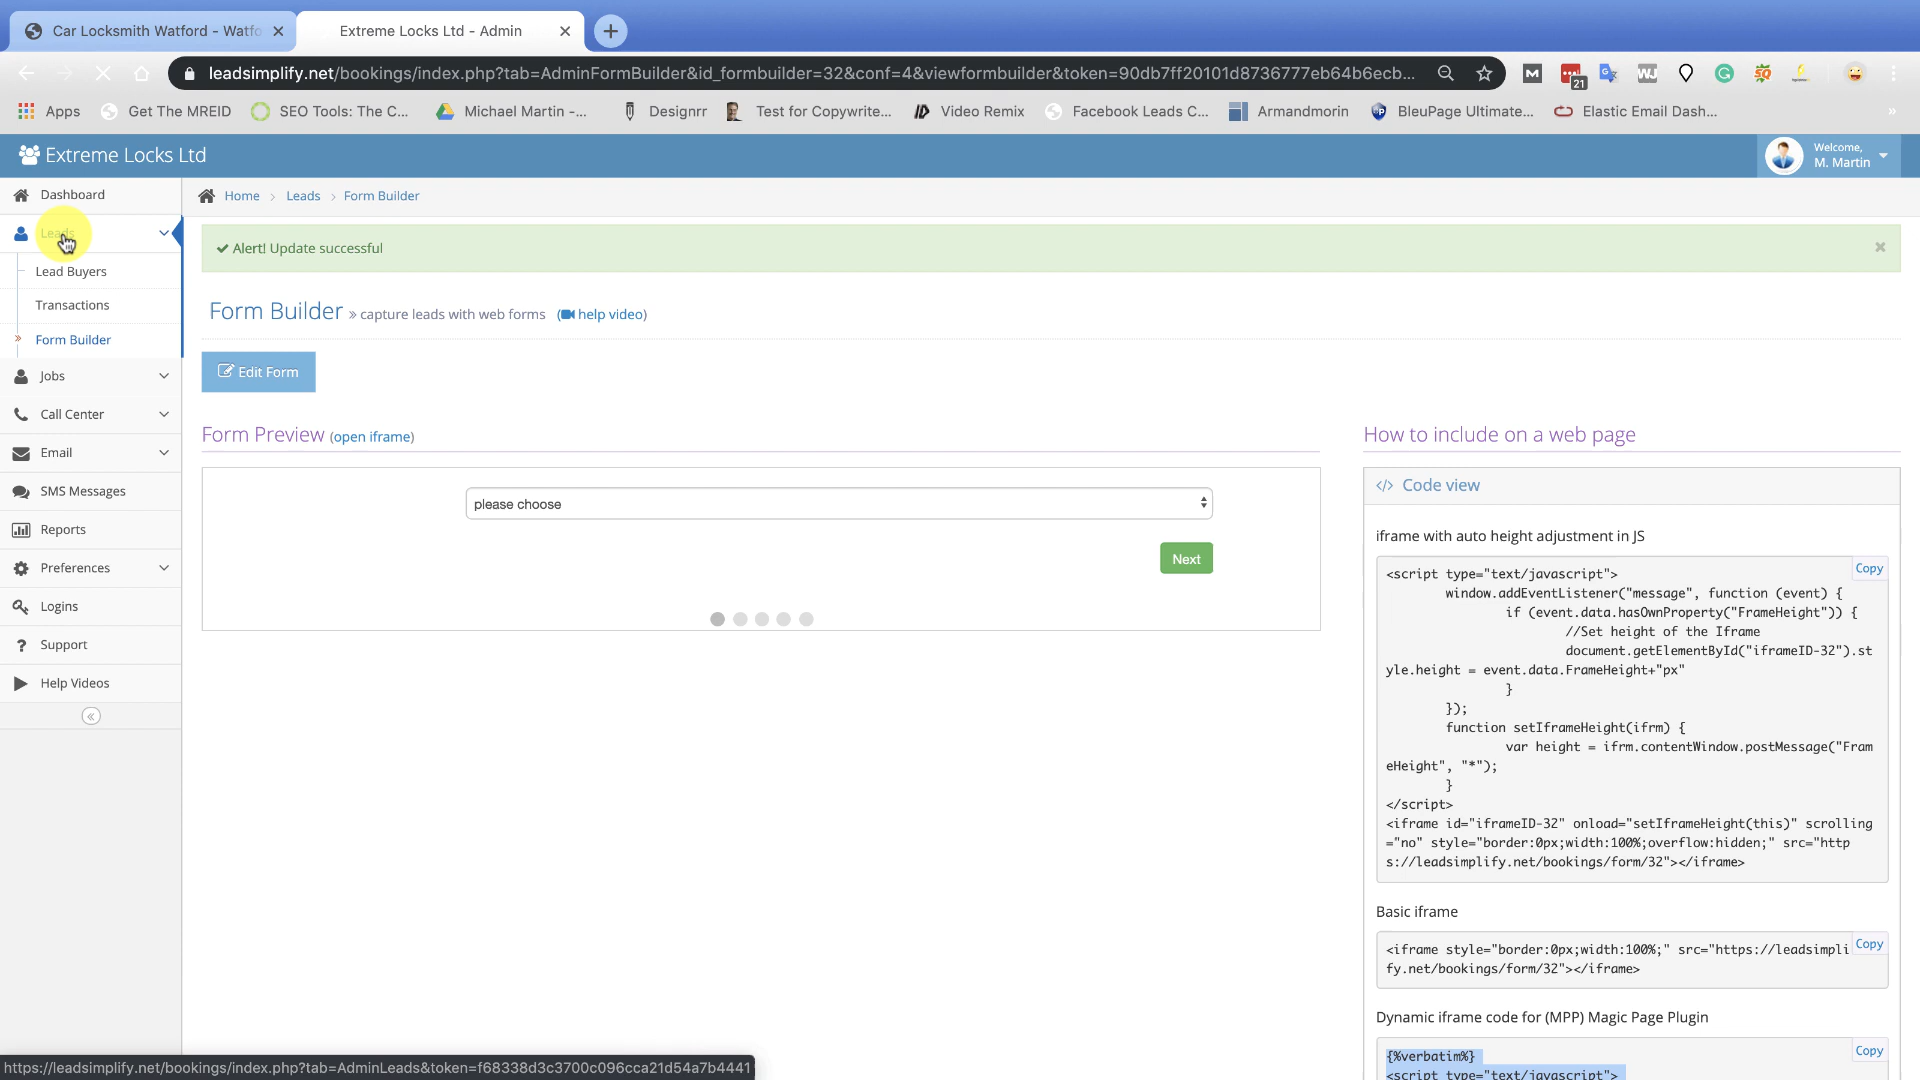 Car Locksmith Watford - Watfo
Extreme Locks Ltd - Admin
leadsimplify.net/bookings/index.php?tab=AdminFormBuilder&id_formbuilder=32&conf=4&viewformbuilder&token=90db7ff20101d8736777eb64b6ecb...
21
Apps
Get The MREID
SEO Tools: The C...
Michael Martin -...
Designrr
Test for Copywrite...
Video Remix
Facebook Leads C...
Armandmorin
BleuPage Ultimate...
Elastic Email Dash...
Extreme Locks Ltd
Welcome,
M. Martin
Dashboard
Leads
Lead Buyers
Transactions
Form Builder
Jobs
Call Center
Email
SMS Messages
Reports
Preferences
Logins
Support
Help Videos
Home > Leads > Form Builder
Alert! Update successful
Form Builder » capture leads with web forms (help video)
Edit Form
Form Preview (open iframe)
please choose
Next
How to include on a web page
</> Code view
iframe with auto height adjustment in JS
Copy
<script type="text/javascript">
window.addEventListener("message", function (event) {
if (event.data.hasOwnProperty("FrameHeight")) {
//Set height of the Iframe
document.getElementById("iframeID-32").st
yle.height = event.data.FrameHeight+"px"
}
});
function setIframeHeight(ifrm) {
var height = ifrm.contentWindow.postMessage("Fram
eHeight", "*");
}
</script>
<iframe id="iframeID-32" onload="setIframeHeight(this)" scrolling
="no" style="border:0px;width:100%;overflow:hidden;" src="http
s://leadsimplify.net/bookings/form/32"></iframe>
Basic iframe
Copy
<iframe style="border:0px;width:100%;" src="https://leadsimpli
fy.net/bookings/form/32"></iframe>
Dynamic iframe code for (MPP) Magic Page Plugin
Copy
{%verbatim%}
<script type="text/javascript">
https://leadsimplify.net/bookings/index.php?tab=AdminLeads&token=f68338d3c3700c096cca21d54a7b4441